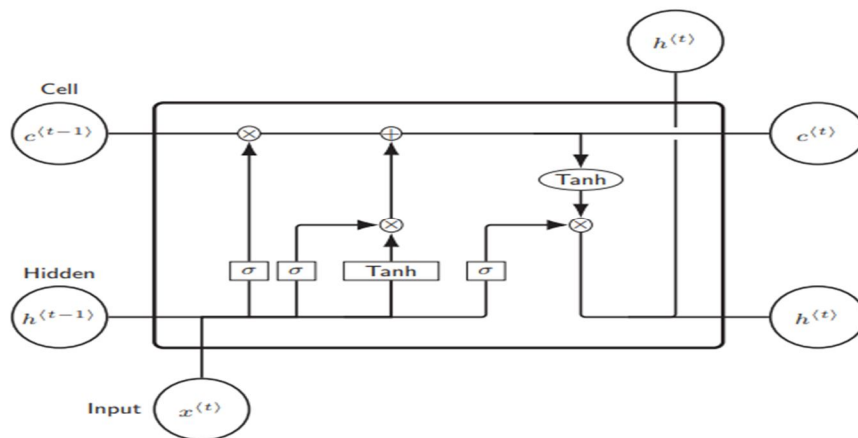 h⟨t⟩
Cell
c⟨t−1⟩
c⟨t⟩
Tanh
σ σ Tanh σ
Hidden
h⟨t−1⟩
h⟨t⟩
Input
x⟨t⟩